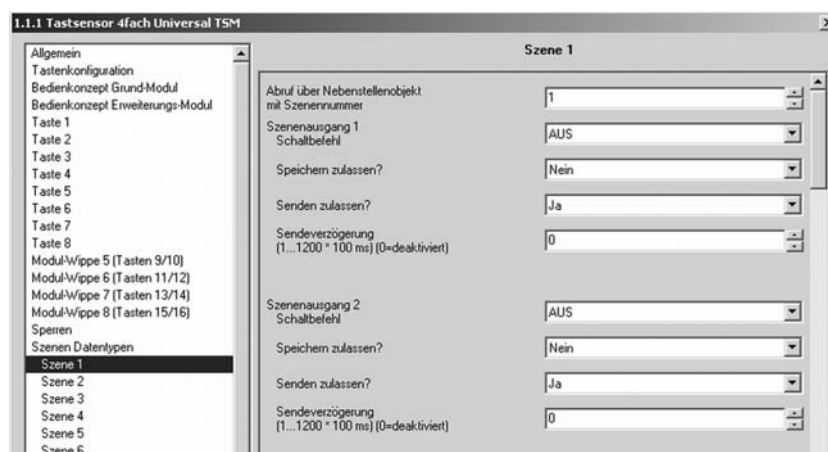 1.1.1 Tastsensor 4fach Universal TSM
Allgemein
Tastenkonfiguration
Bedienkonzept Grund-Modul
Bedienkonzept Erweiterungs-Modul
Taste 1
Taste 2
Taste 3
Taste 4
Taste 5
Taste 6
Taste 7
Taste 8
Modul-Wippe 5 (Tasten 9/10)
Modul-Wippe 6 (Tasten 11/12)
Modul-Wippe 7 (Tasten 13/14)
Modul-Wippe 8 (Tasten 15/16)
Sperren
Szenen Datentypen
Szene 1
Szene 2
Szene 3
Szene 4
Szene 5
Szene 6
Szene 1
Abruf über Nebenstellenobjekt
mit Szenennummer
1
Szenenausgang 1
Schaltbefehl
AUS
Speichern zulassen?
Nein
Senden zulassen?
Ja
Sendeverzögerung
(1...1200 * 100 ms) (0=deaktiviert)
0
Szenenausgang 2
Schaltbefehl
AUS
Speichern zulassen?
Nein
Senden zulassen?
Ja
Sendeverzögerung
(1...1200 * 100 ms) (0=deaktiviert)
0